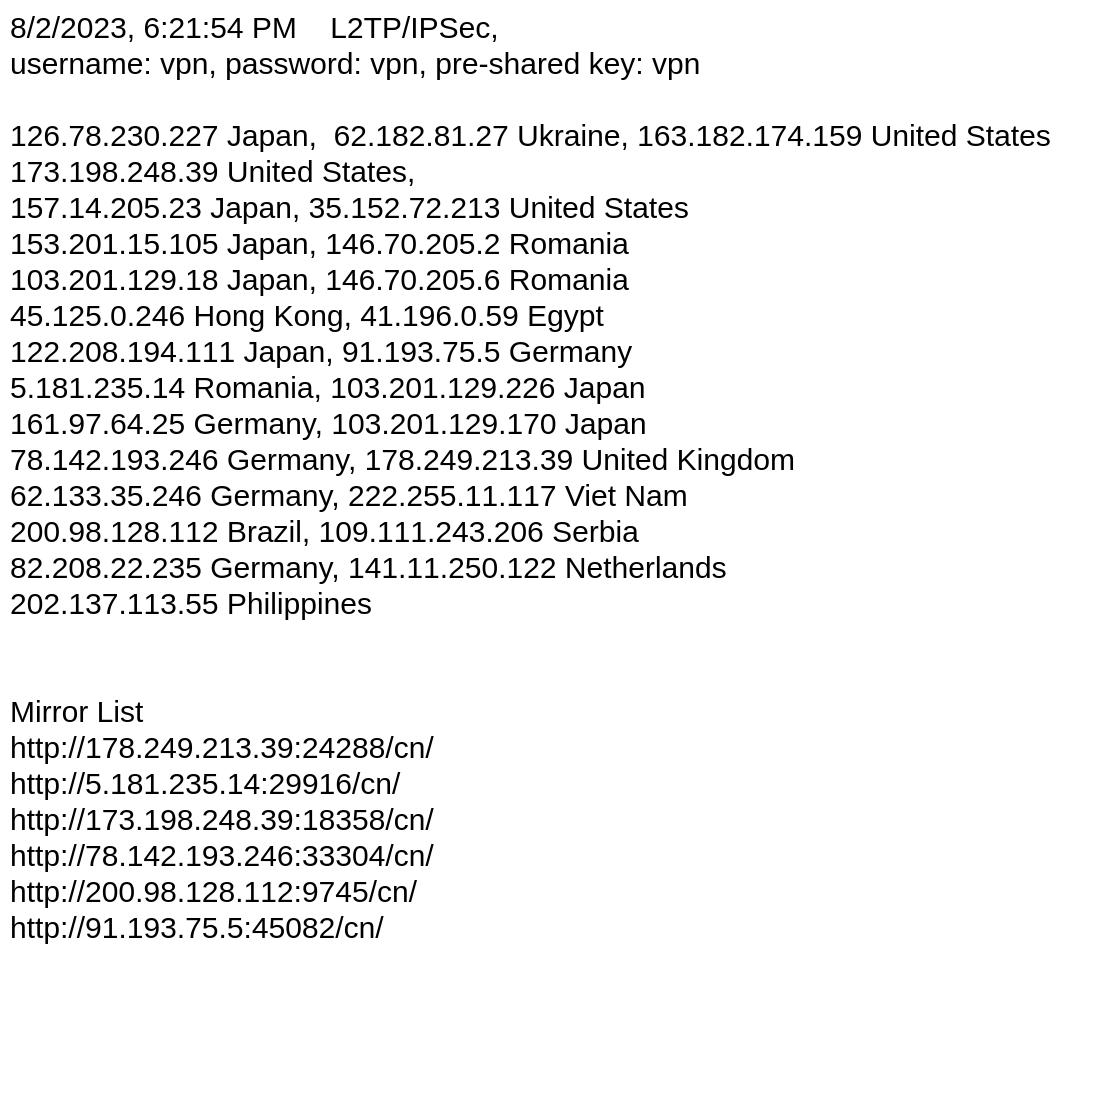 8/2/2023, 6:21:54 PM    L2TP/IPSec,
username: vpn, password: vpn, pre-shared key: vpn
126.78.230.227 Japan,  62.182.81.27 Ukraine, 163.182.174.159 United States
173.198.248.39 United States,
157.14.205.23 Japan, 35.152.72.213 United States
153.201.15.105 Japan, 146.70.205.2 Romania
103.201.129.18 Japan, 146.70.205.6 Romania
45.125.0.246 Hong Kong, 41.196.0.59 Egypt
122.208.194.111 Japan, 91.193.75.5 Germany
5.181.235.14 Romania, 103.201.129.226 Japan
161.97.64.25 Germany, 103.201.129.170 Japan
78.142.193.246 Germany, 178.249.213.39 United Kingdom
62.133.35.246 Germany, 222.255.11.117 Viet Nam
200.98.128.112 Brazil, 109.111.243.206 Serbia
82.208.22.235 Germany, 141.11.250.122 Netherlands
202.137.113.55 Philippines
Mirror List
http://178.249.213.39:24288/cn/
http://5.181.235.14:29916/cn/
http://173.198.248.39:18358/cn/
http://78.142.193.246:33304/cn/
http://200.98.128.112:9745/cn/
http://91.193.75.5:45082/cn/